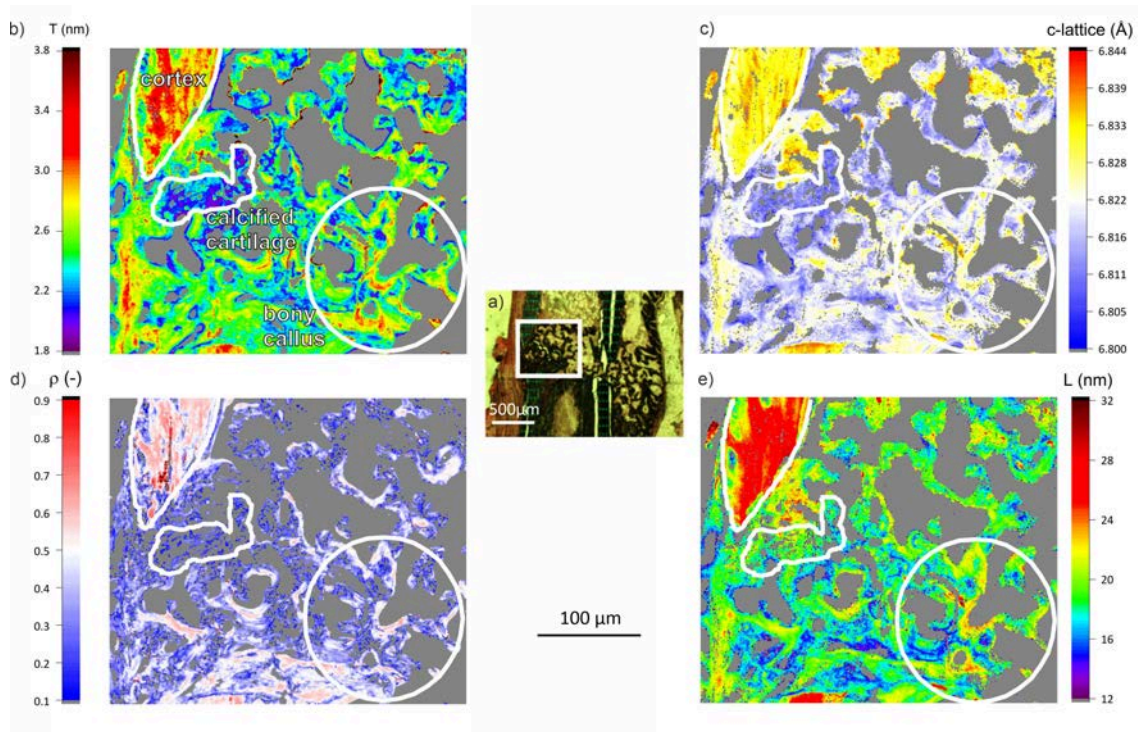 b) T (nm)
3.8
3.4
3.0
2.6
2.2
1.8
cortex
calcified
cartilage
bony
callus
c) c-lattice (Å)
6.844
6.839
6.833
6.828
6.822
6.816
6.811
6.805
6.800
a)
500µm
d) ρ (-)
0.9
0.8
0.7
0.6
0.5
0.4
0.3
0.2
0.1
100 µm
e) L (nm)
32
28
24
20
16
12